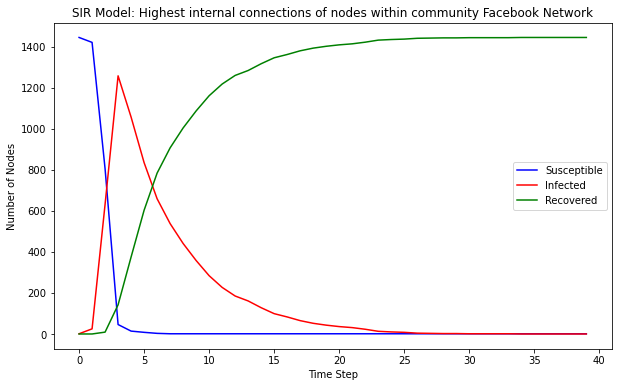 SIR Model: Highest internal connections of nodes within community Facebook Network
1400
1200
1000
800
600
400
200
0
Number of Nodes
Susceptible
Infected
Recovered
0 5 10 15 20 25 30 35 40
Time Step